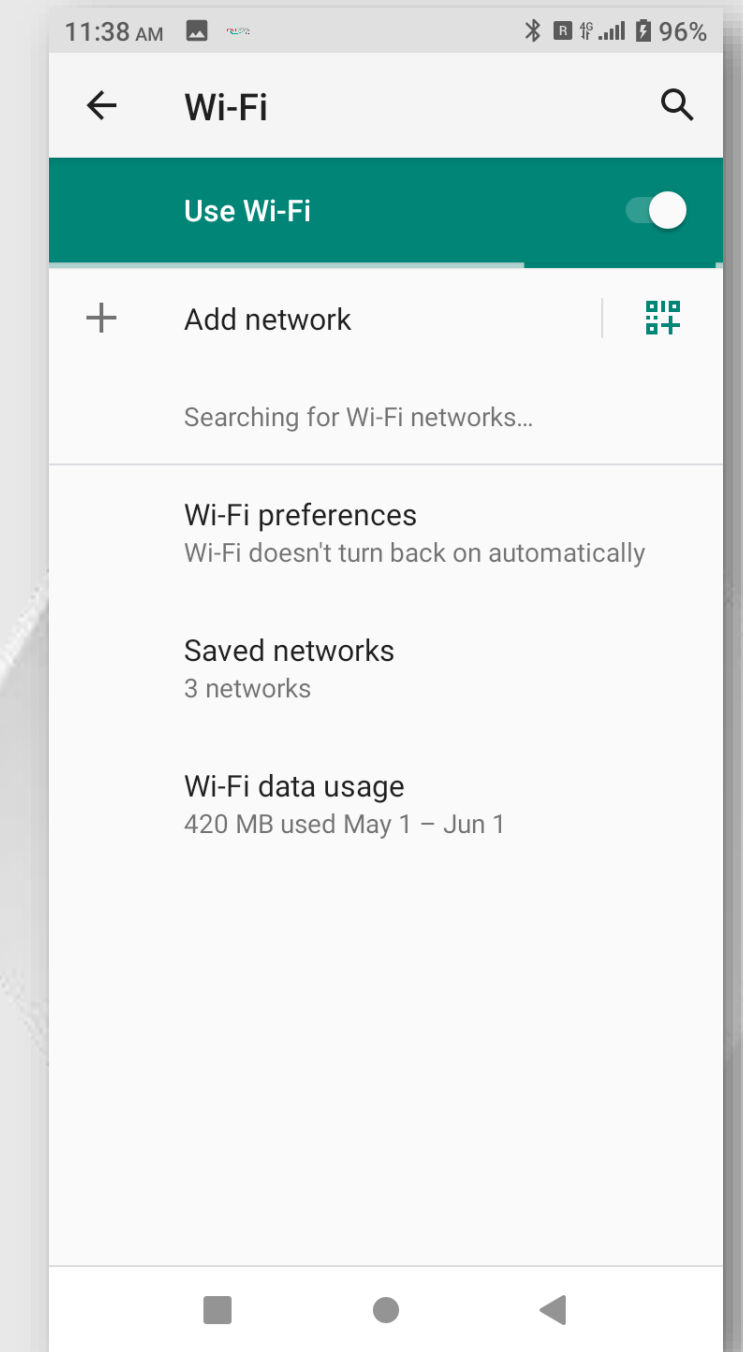 11:38 AM
R 4G 96%
Wi-Fi
Use Wi-Fi
Add network
Searching for Wi-Fi networks…
Wi-Fi preferences
Wi-Fi doesn't turn back on automatically
Saved networks
3 networks
Wi-Fi data usage
420 MB used May 1 – Jun 1